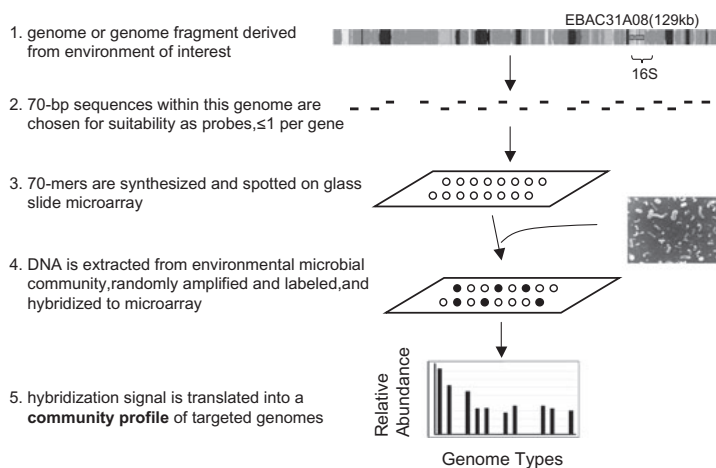 EBAC31A08(129kb)
1. genome or genome fragment derived
from environment of interest
16S
2. 70-bp sequences within this genome are
chosen for suitability as probes,≤1 per gene
3. 70-mers are synthesized and spotted on glass
slide microarray
4. DNA is extracted from environmental microbial
community,randomly amplified and labeled,and
hybridized to microarray
5. hybridization signal is translated into a
community profile of targeted genomes
Relative
Abundance
Genome Types